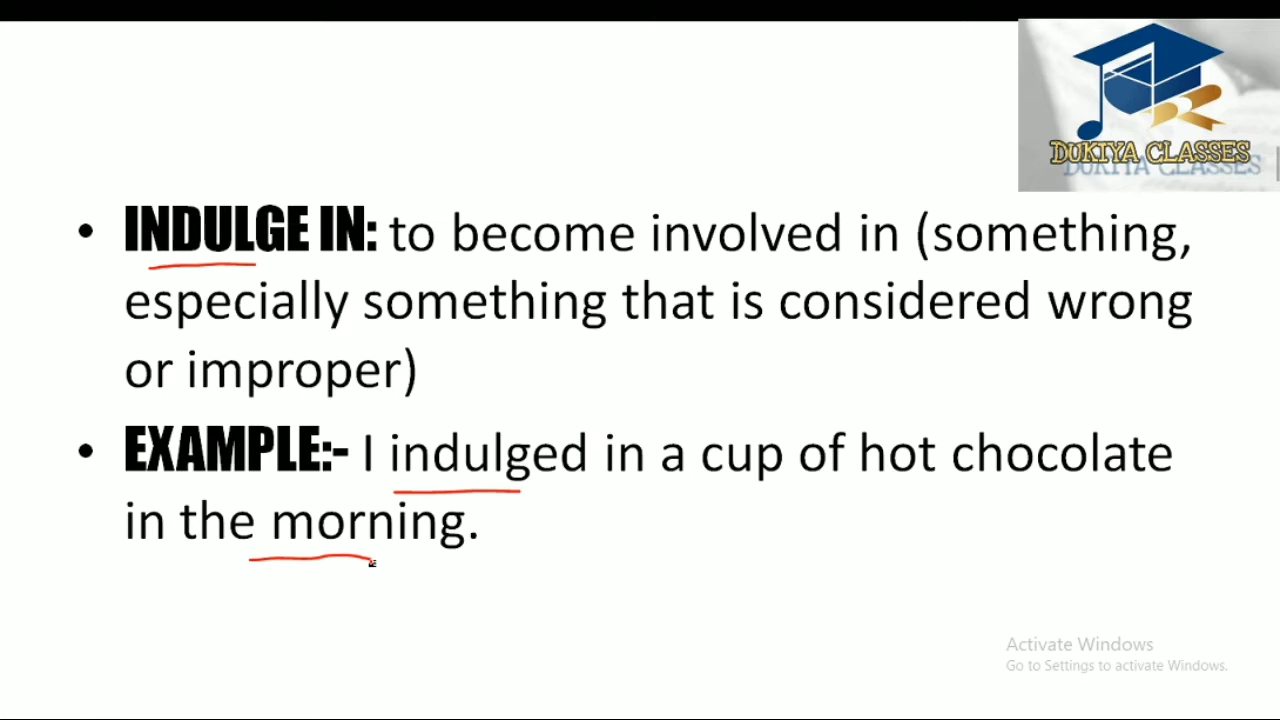 DUKIYA CLASSES
• INDULGE IN: to become involved in (something,
especially something that is considered wrong
or improper)
• EXAMPLE:- I indulged in a cup of hot chocolate
in the morning.
Activate Windows
Go to Settings to activate Windows.